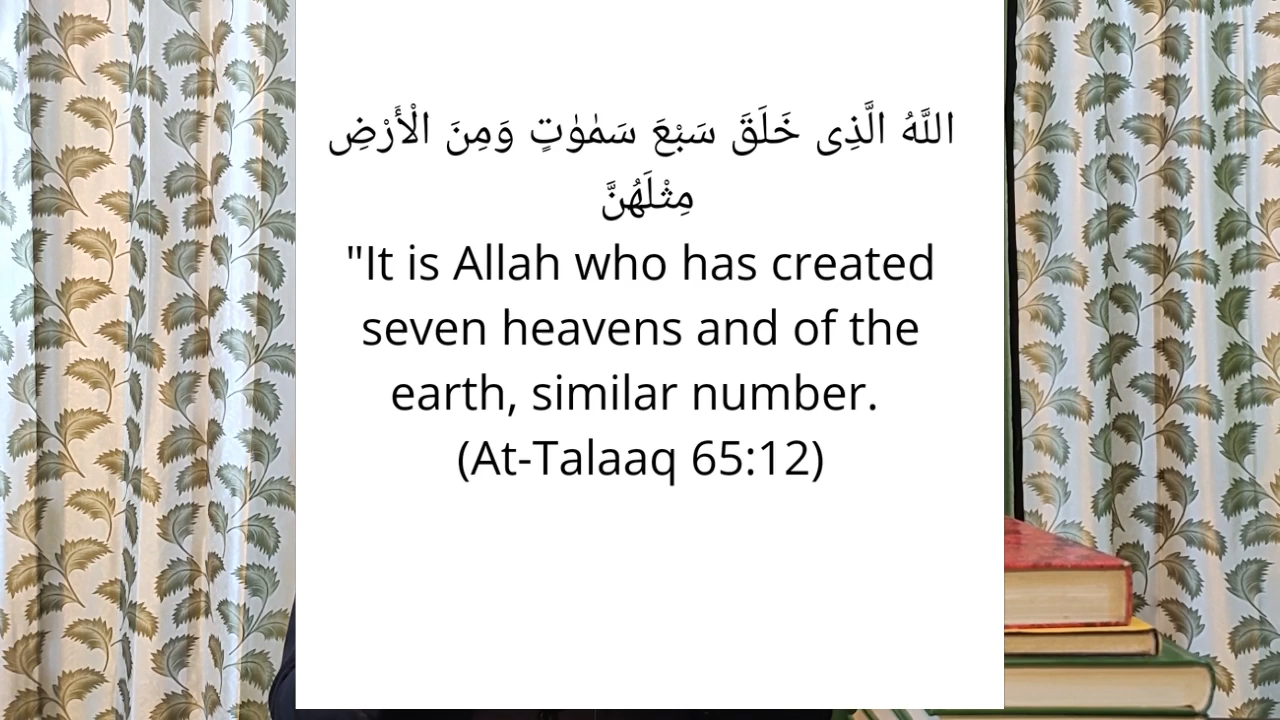 اللَّهُ الَّذِى خَلَقَ سَبْعَ سَمٰوٰتٍ وَمِنَ الْأَرْضِ
مِثْلَهُنَّ
"It is Allah who has created
seven heavens and of the
earth, similar number.
(At-Talaaq 65:12)